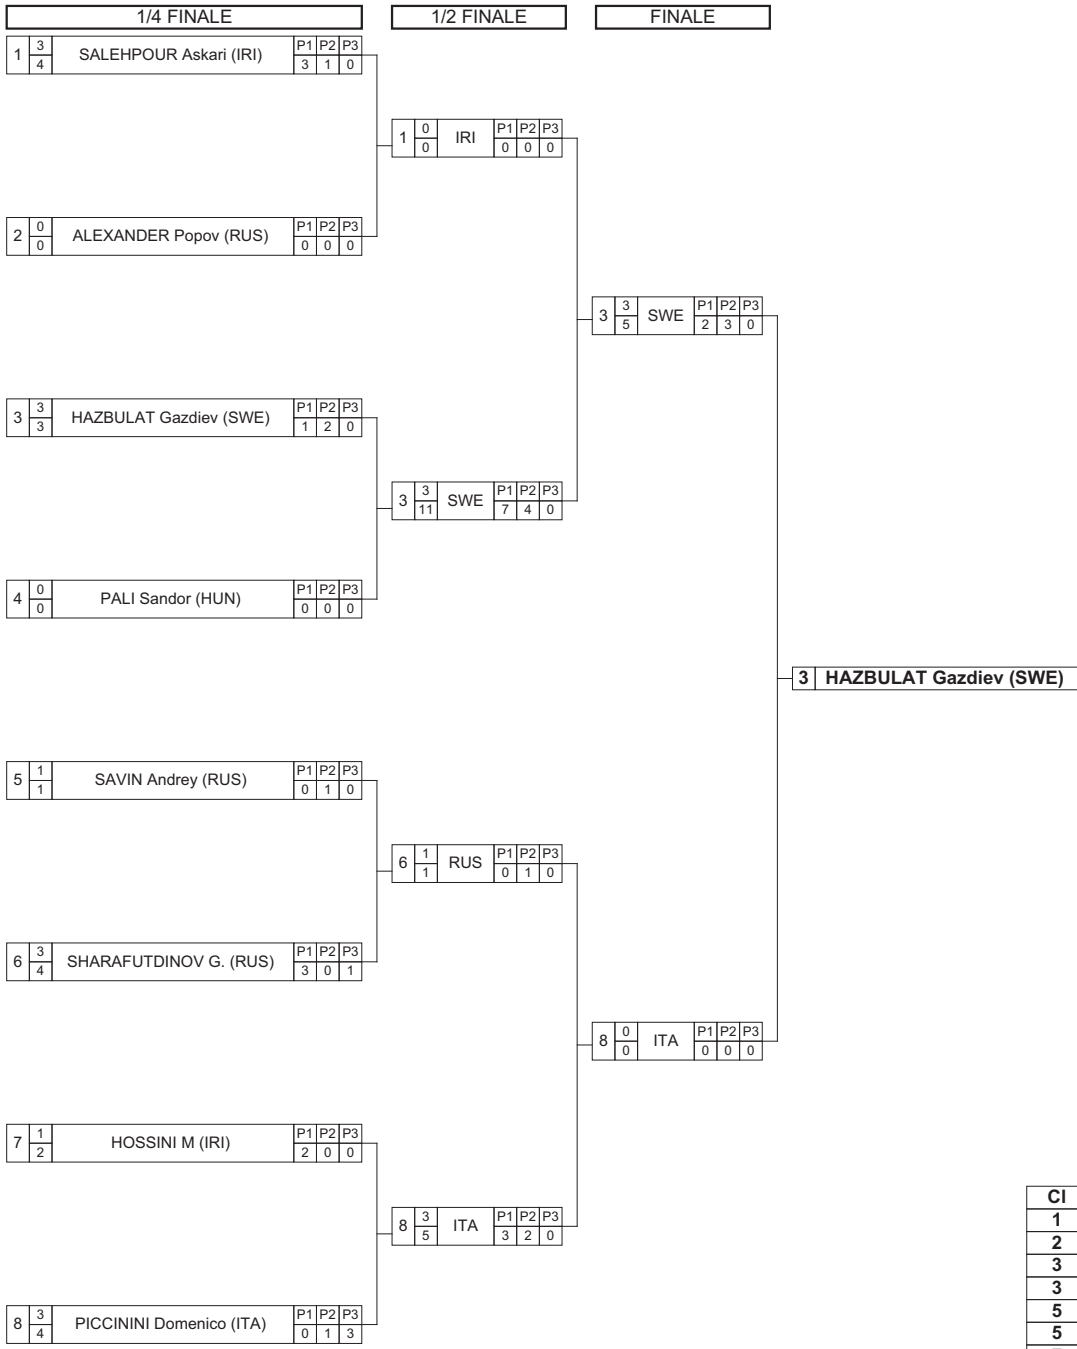 1/4 FINALE 1/2 FINALE FINALE
1 3 4 SALEHPOUR Askari (IRI) P1 P2 P3 3 1 0
1 0 0 IRI P1 P2 P3 0 0 0
2 0 0 ALEXANDER Popov (RUS) P1 P2 P3 0 0 0
3 3 5 SWE P1 P2 P3 2 3 0
3 3 3 HAZBULAT Gazdiev (SWE) P1 P2 P3 1 2 0
3 3 11 SWE P1 P2 P3 7 4 0
4 0 0 PALI Sandor (HUN) P1 P2 P3 0 0 0
3 HAZBULAT Gazdiev (SWE)
5 1 1 SAVIN Andrey (RUS) P1 P2 P3 0 1 0
6 1 1 RUS P1 P2 P3 0 1 0
6 3 4 SHARAFUTDINOV G. (RUS) P1 P2 P3 3 0 1
8 0 0 ITA P1 P2 P3 0 0 0
7 1 2 HOSSINI M (IRI) P1 P2 P3 2 0 0
8 3 5 ITA P1 P2 P3 3 2 0
8 3 4 PICCININI Domenico (ITA) P1 P2 P3 0 1 3
Cl
1
2
3
3
5
5